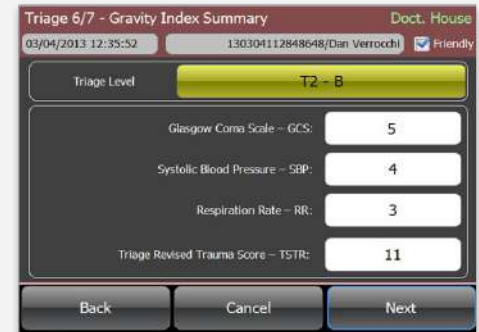 Triage 6/7 - Gravity Index Summary Doct. House
03/04/2013 12:35:52 130304112848648/Dan Verrocchi Friendly
Triage Level T2 - B
Glasgow Coma Scale – GCS: 5
Systolic Blood Pressure – SBP: 4
Respiration Rate – RR: 3
Triage Revised Trauma Score – TSTR: 11
Back Cancel Next